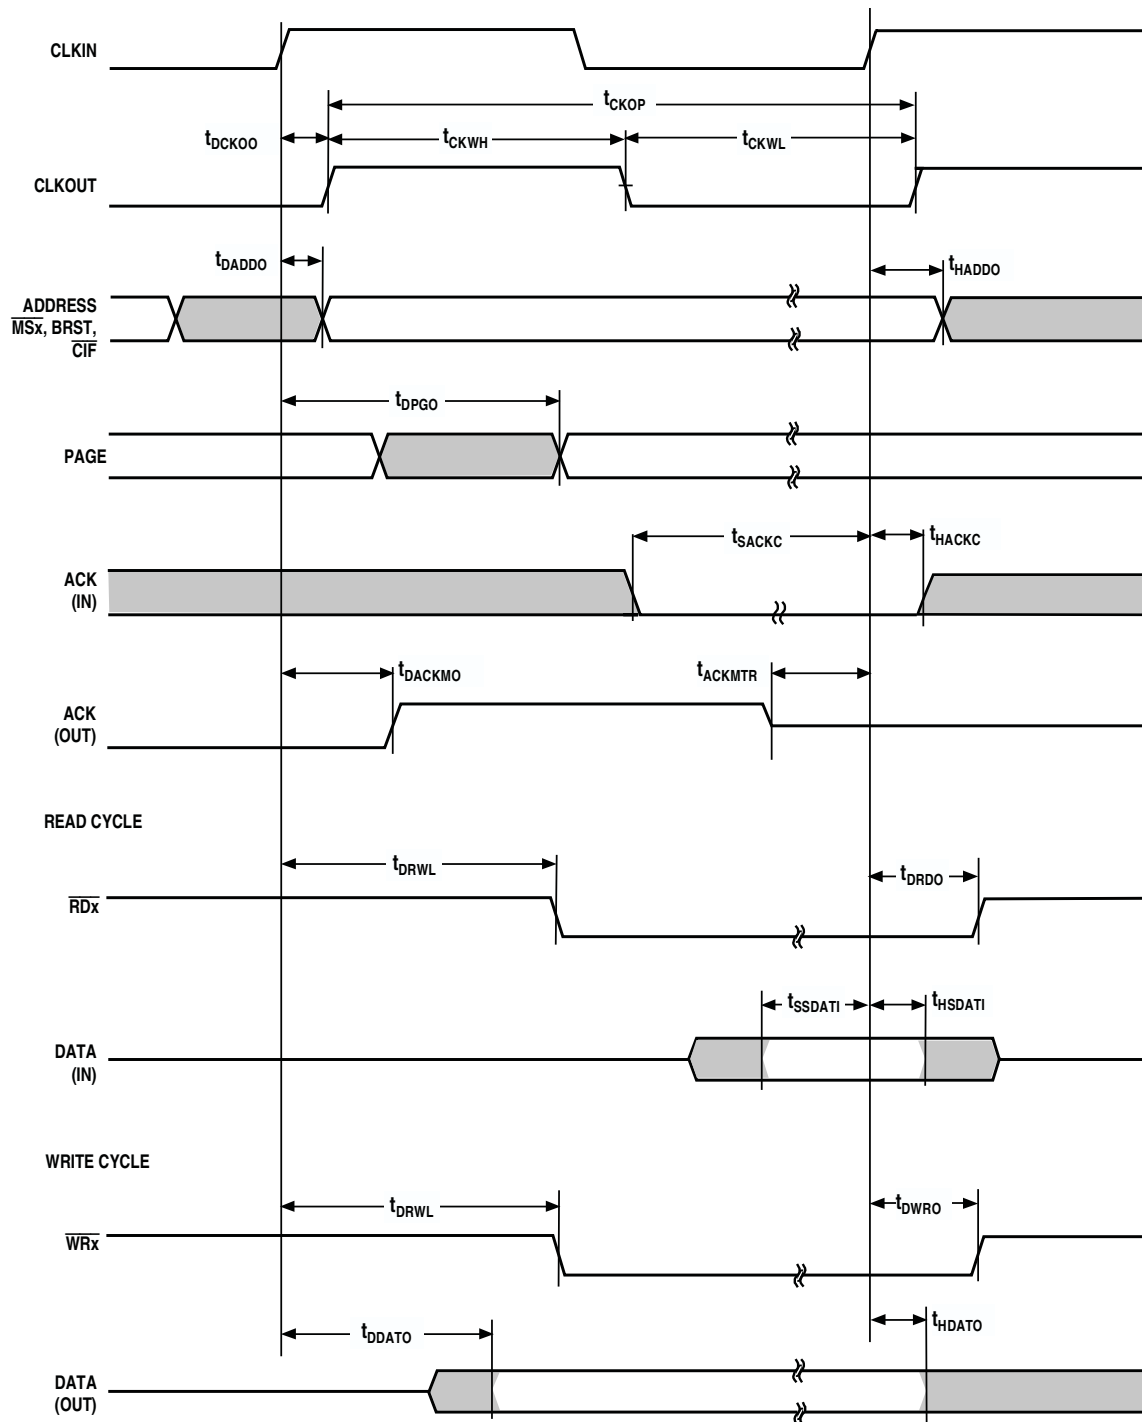 CLKIN
tCKOP
tDCKOO
tCKWH
tCKWL
CLKOUT
tDADDO
tHADDO
ADDRESS
MSx, BRST,
CIF
tDPGO
PAGE
tSACKC
tHACKC
ACK
(IN)
tDACKMO
tACKMTR
ACK
(OUT)
READ CYCLE
tDRWL
tDRDO
RDx
tSSDATI
tHSDATI
DATA
(IN)
WRITE CYCLE
tDRWL
tDWRO
WRx
tDDATO
tHDATO
DATA
(OUT)